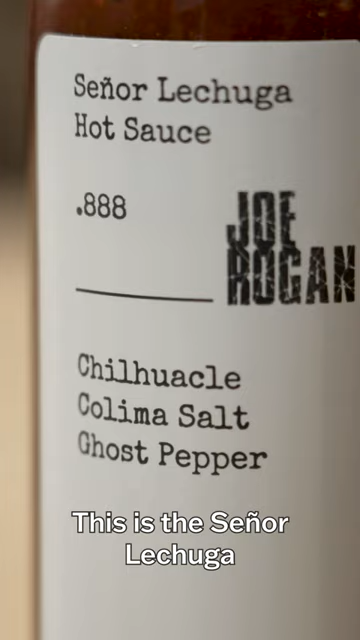 Señor Lechuga
Hot Sauce
.888
JOE
ROGAN
Chilhuacle
Colima Salt
Ghost Pepper
This is the Señor
Lechuga